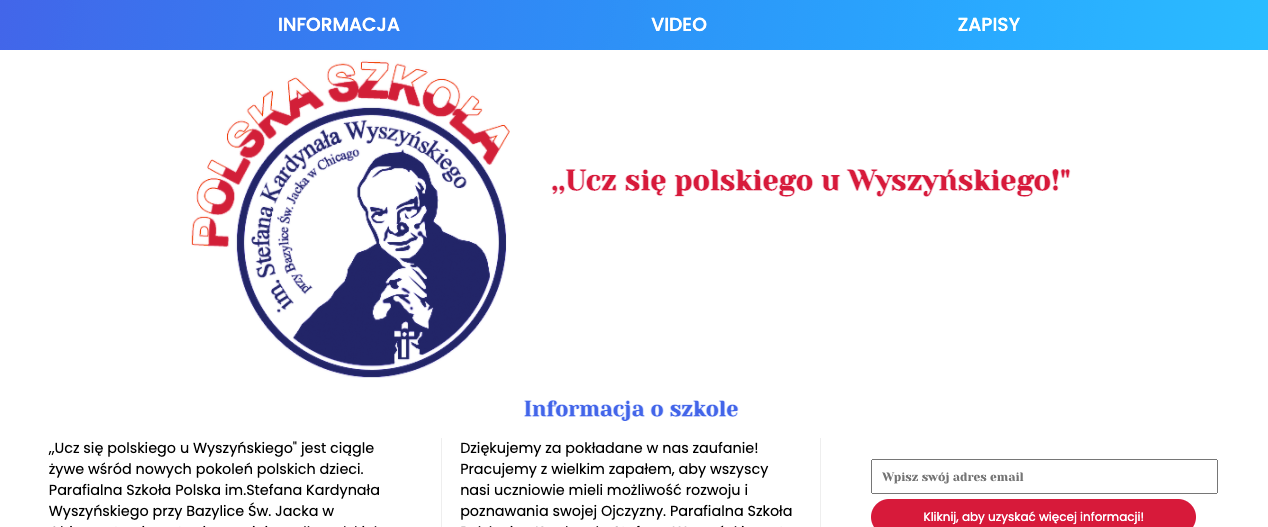 INFORMACJA VIDEO ZAPISY
POLSKA SZKOŁA
im. Stefana Kardynała Wyszyńskiego
przy Bazylice Św. Jacka w Chicago
„Ucz się polskiego u Wyszyńskiego!"
Informacja o szkole
„Ucz się polskiego u Wyszyńskiego" jest ciągle
żywe wśród nowych pokoleń polskich dzieci.
Parafialna Szkoła Polska im.Stefana Kardynała
Wyszyńskiego przy Bazylice Św. Jacka w
Dziękujemy za pokładane w nas zaufanie!
Pracujemy z wielkim zapałem, aby wszyscy
nasi uczniowie mieli możliwość rozwoju i
poznawania swojej Ojczyzny. Parafialna Szkoła
Wpisz swój adres email
Kliknij, aby uzyskać więcej informacji!